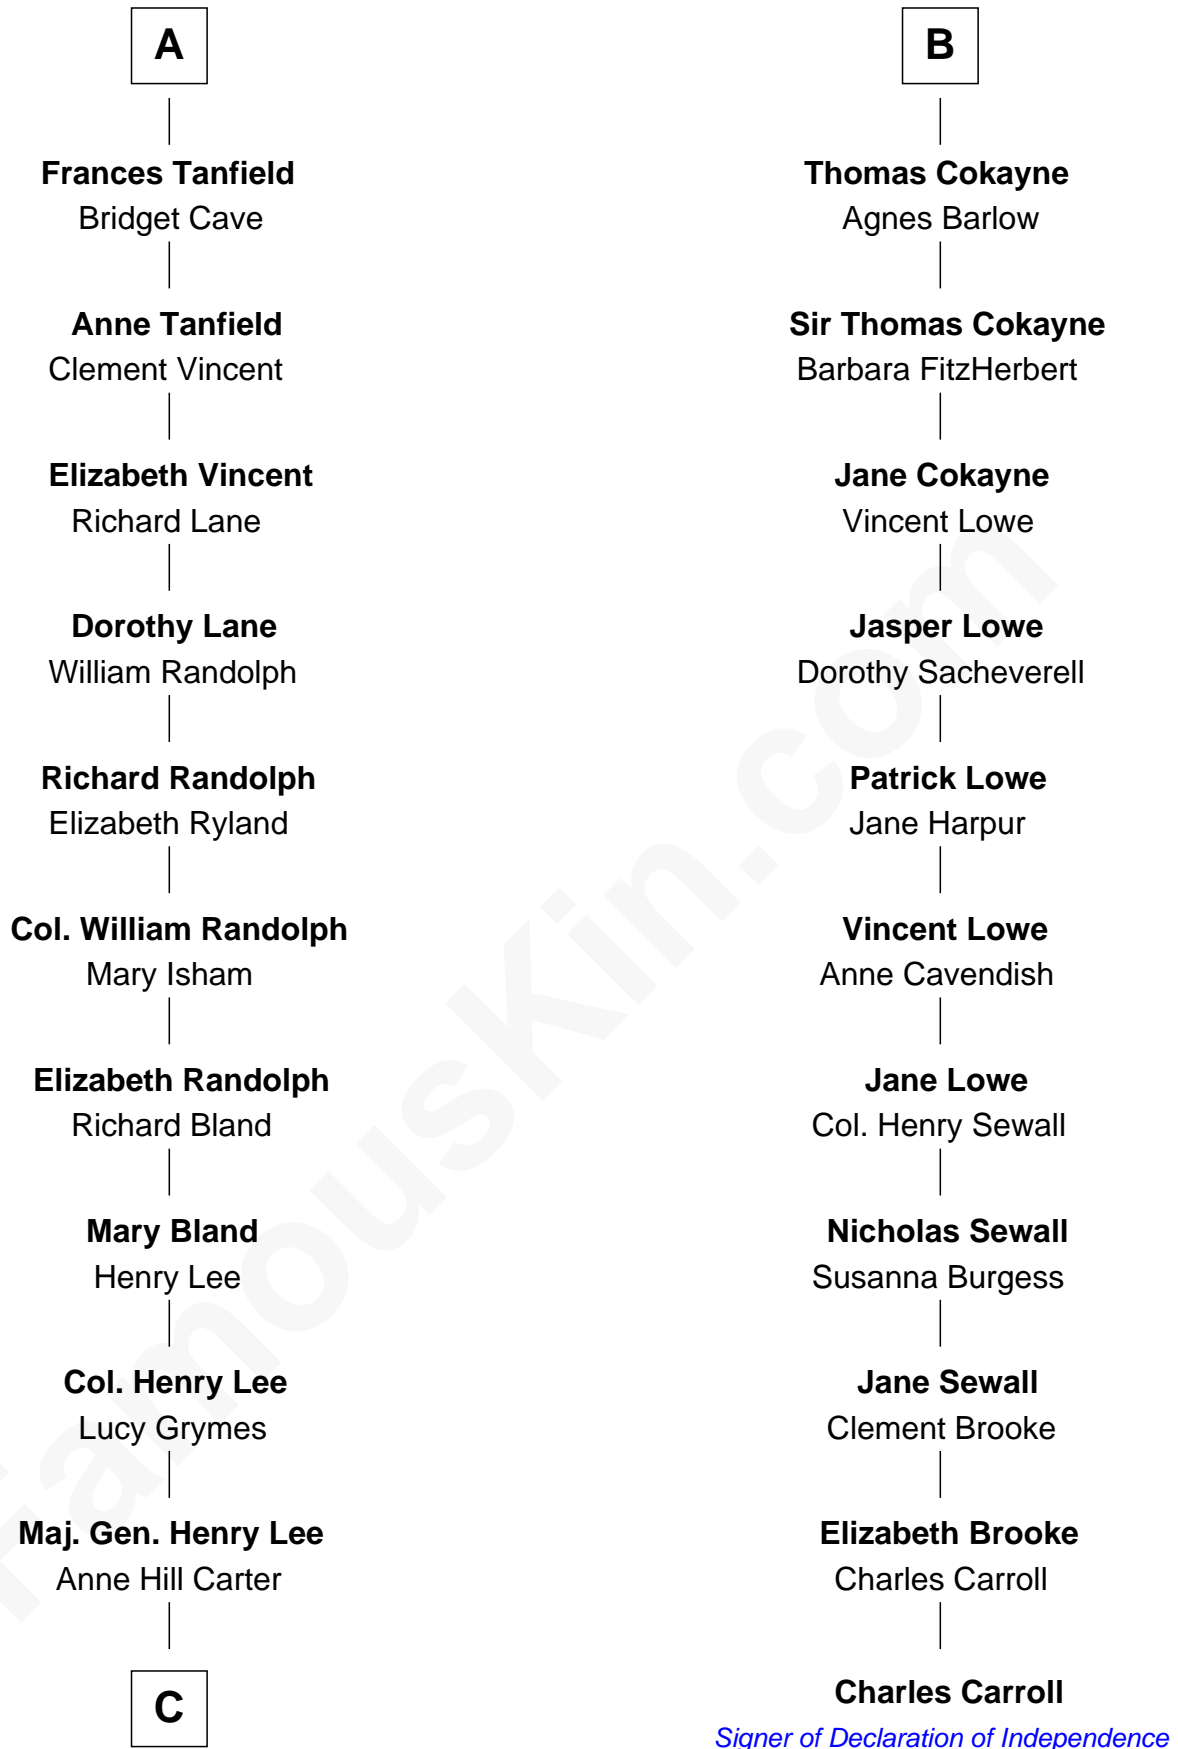 A
Frances Tanfield
Bridget Cave
Anne Tanfield
Clement Vincent
Elizabeth Vincent
Richard Lane
Dorothy Lane
William Randolph
Richard Randolph
Elizabeth Ryland
Col. William Randolph
Mary Isham
Elizabeth Randolph
Richard Bland
Mary Bland
Henry Lee
Col. Henry Lee
Lucy Grymes
Maj. Gen. Henry Lee
Anne Hill Carter
C
B
Thomas Cokayne
Agnes Barlow
Sir Thomas Cokayne
Barbara FitzHerbert
Jane Cokayne
Vincent Lowe
Jasper Lowe
Dorothy Sacheverell
Patrick Lowe
Jane Harpur
Vincent Lowe
Anne Cavendish
Jane Lowe
Col. Henry Sewall
Nicholas Sewall
Susanna Burgess
Jane Sewall
Clement Brooke
Elizabeth Brooke
Charles Carroll
Charles Carroll
Signer of Declaration of Independence
FamousKin.com